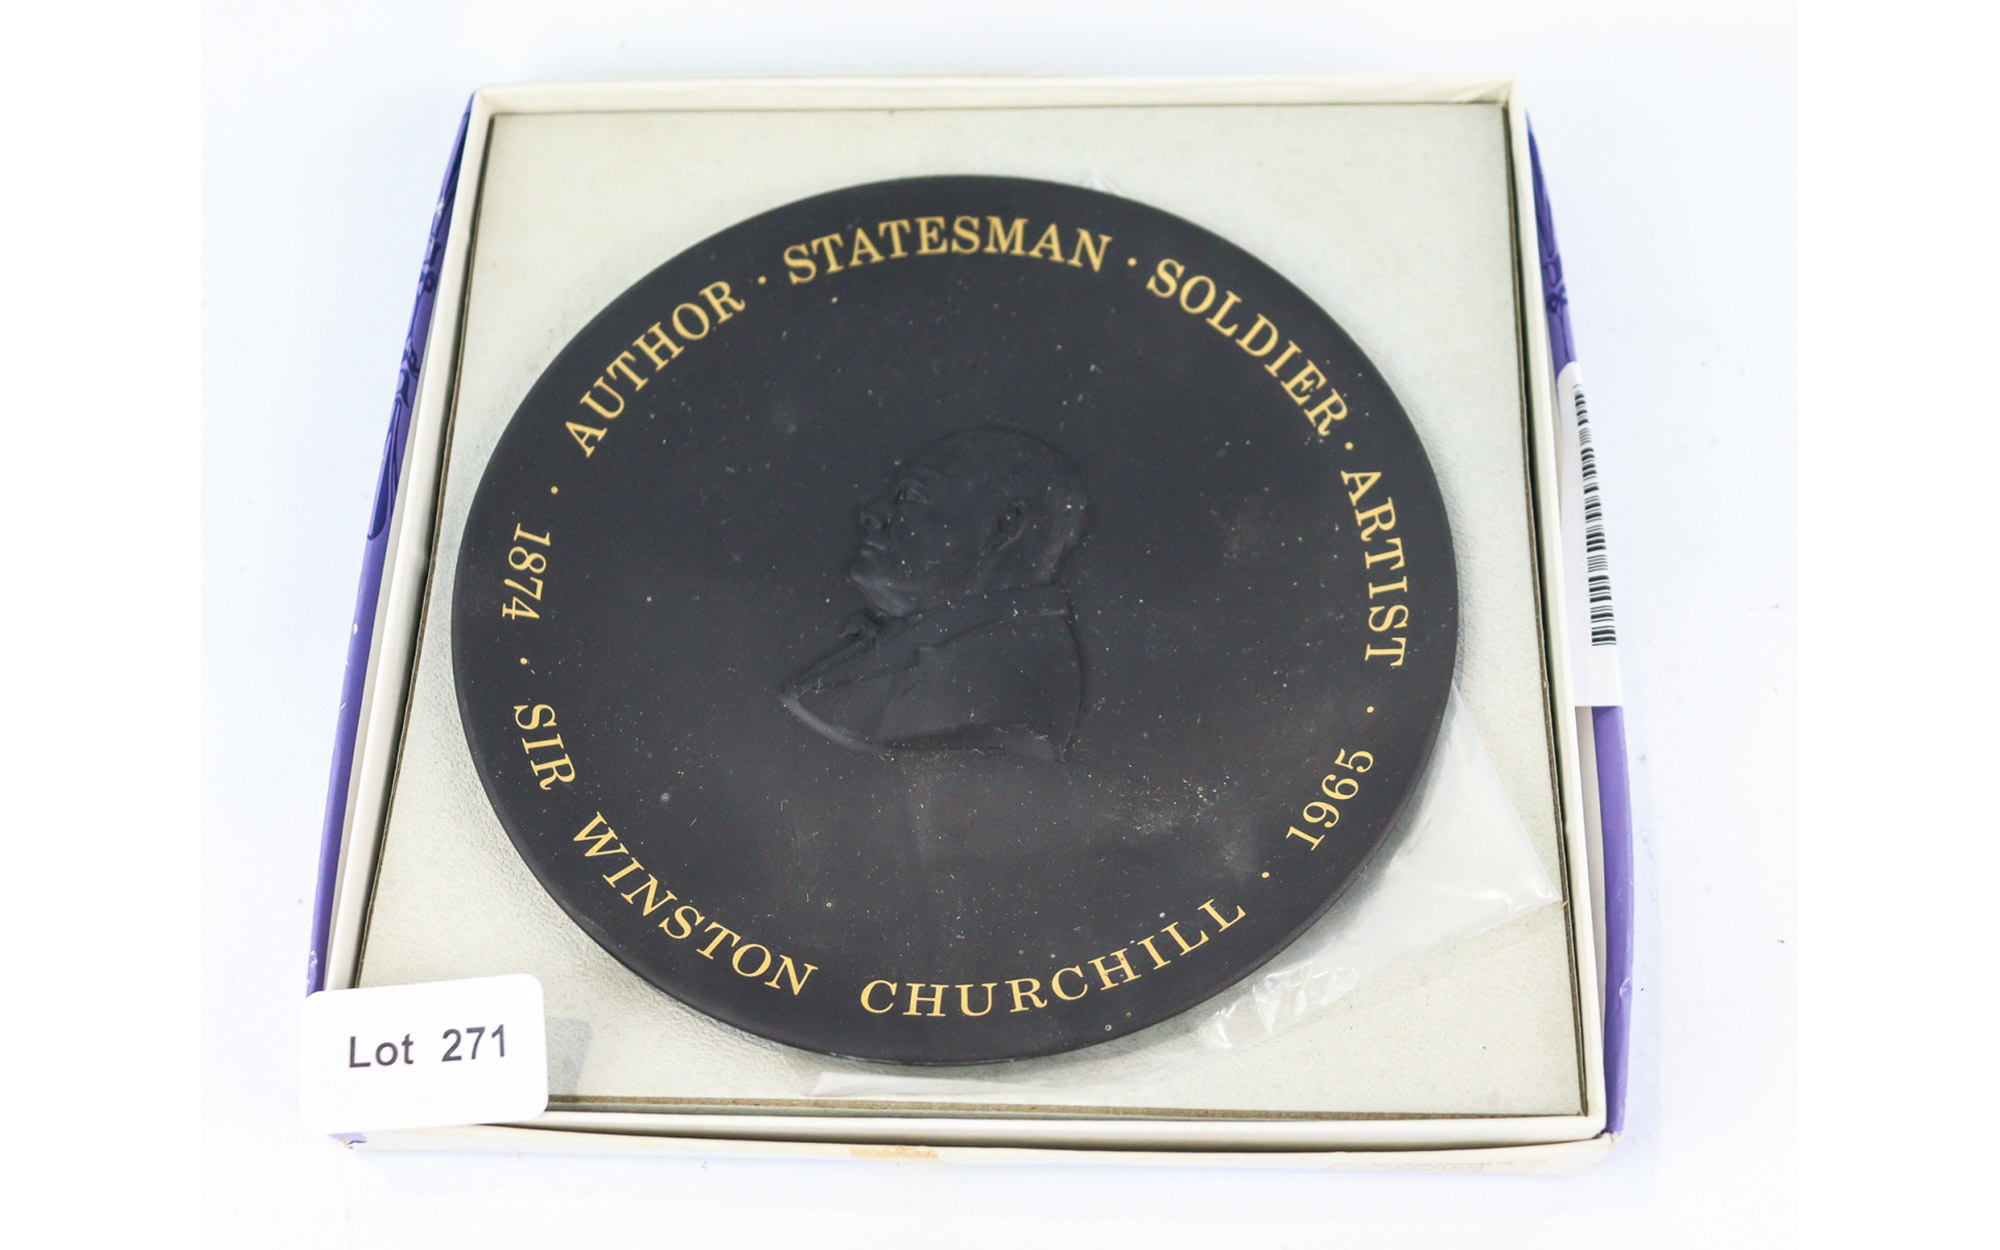 AUTHOR · STATESMAN · SOLDIER · ARTIST · 1965 ·
1874 · SIR WINSTON CHURCHILL ·
Lot 271